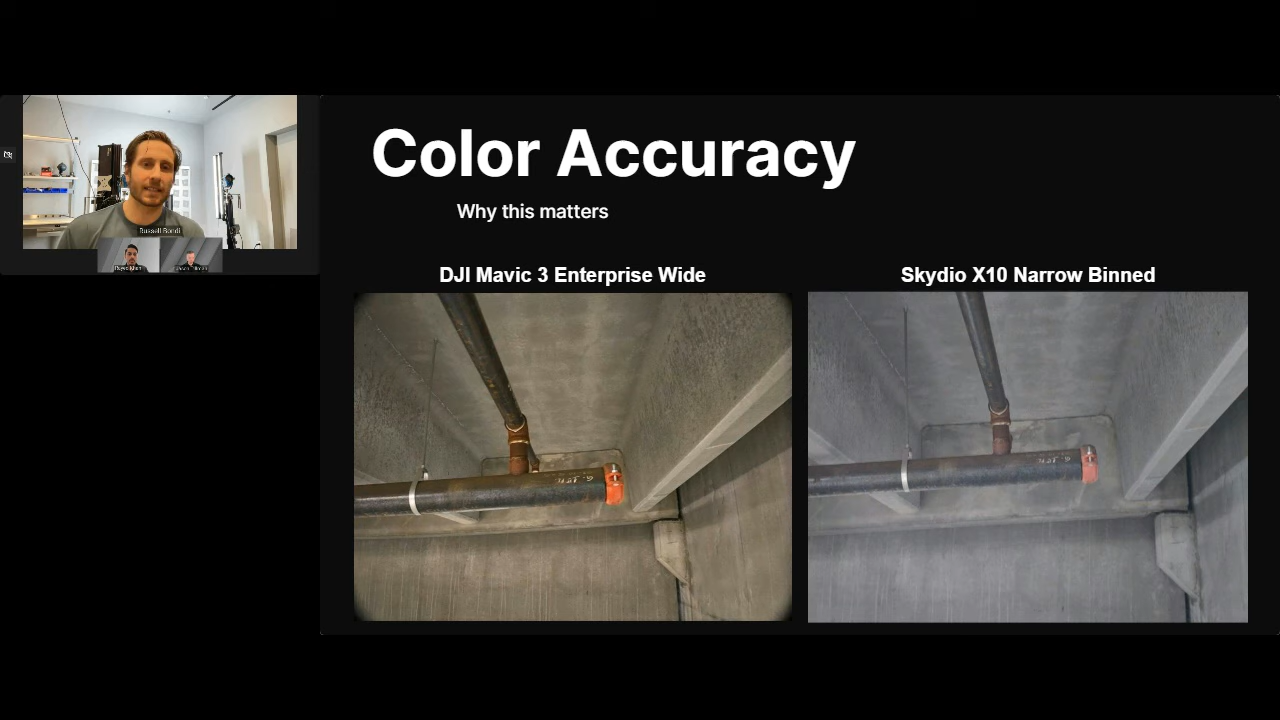 Color Accuracy
Why this matters
Russell Bondi
DJI Mavic 3 Enterprise Wide
Skydio X10 Narrow Binned